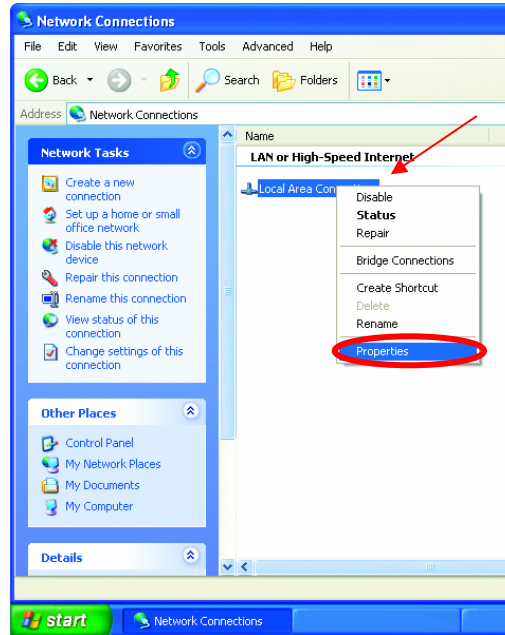 Network Connections
File Edit View Favorites Tools Advanced Help
Back Search Folders
Address Network Connections
Network Tasks
Create a new
connection
Set up a home or small
office network
Disable this network
device
Repair this connection
Rename this connection
View status of this
connection
Change settings of this
connection
Other Places
Control Panel
My Network Places
My Documents
My Computer
Details
Name
LAN or High-Speed Internet
Local Area
Disable
Status
Repair
Bridge Connections
Create Shortcut
Delete
Rename
Properties
start Network Connections